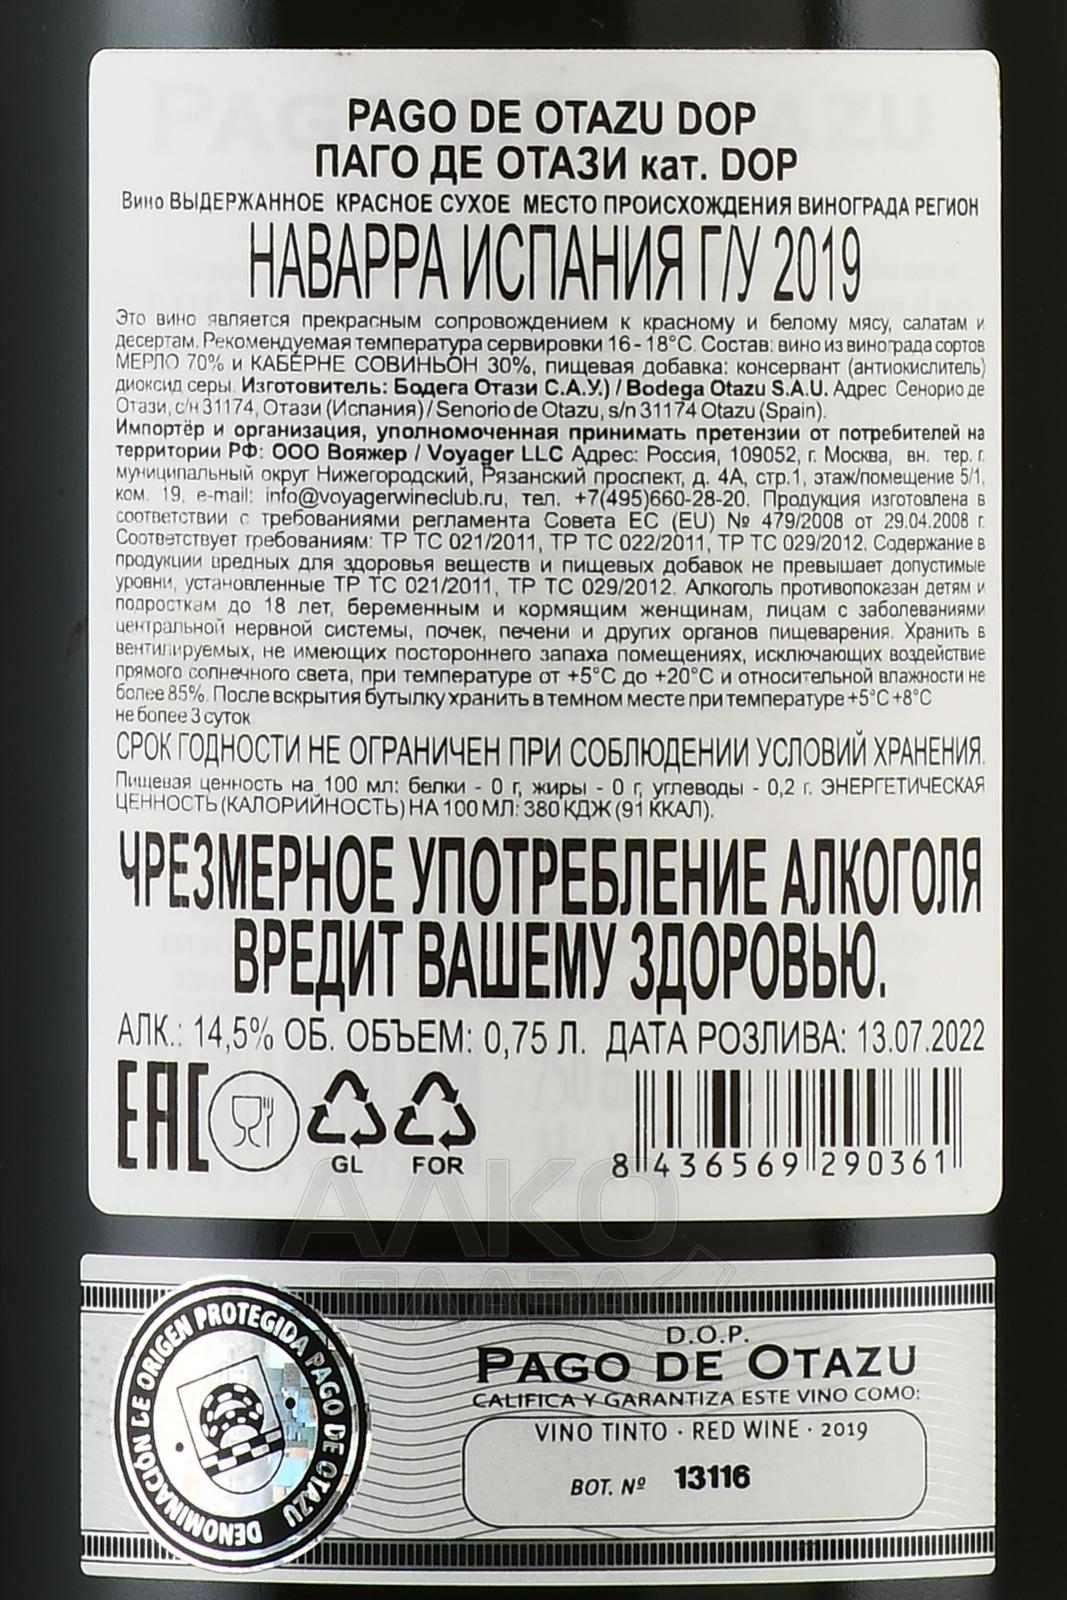 PAGO DE OTAZU DOP
ПАГО ДЕ ОТАЗИ кат. DOP
Вино ВЫДЕРЖАННОЕ КРАСНОЕ СУХОЕ МЕСТО ПРОИСХОЖДЕНИЯ ВИНОГРАДА РЕГИОН
НАВАРРА ИСПАНИЯ Г/У 2019
Это вино является прекрасным сопровождением к красному и белому мясу, салатам и
десертам. Рекомендуемая температура сервировки 16-18°C. Состав: вино из винограда сортов
МЕРЛО 70% и КАБЕРНЕ СОВИНЬОН 30%, пищевая добавка: консервант (антиокислитель)
диоксид серы. Изготовитель: Бодега Отази С.А.У.) / Bodega Otazu S.A.U. Адрес: Сенорио де
Отази, с/н 31174, Отази (Испания) / Senorio de Otazu, s/n 31174 Otazu (Spain).
Импортёр и организация, уполномоченная принимать претензии от потребителей на
территории РФ: ООО Вояжер / Voyager LLC Адрес: Россия, 109052, г. Москва, вн. тер. г.
муниципальный округ Нижегородский, Рязанский проспект, д. 4А, стр.1, этаж/помещение 5/1,
ком. 19, e-mail: info@voyagerwineclub.ru, тел. +7(495)660-28-20. Продукция изготовлена в
соответствии с требованиями регламента Совета ЕС (EU) № 479/2008 от 29.04.2008 г.
Соответствует требованиям: ТР ТС 021/2011, ТР ТС 022/2011, ТР ТС 029/2012. Содержание в
продукции вредных для здоровья веществ и пищевых добавок не превышает допустимые
уровни, установленные ТР ТС 021/2011, ТР ТС 029/2012. Алкоголь противопоказан детям и
подросткам до 18 лет, беременным и кормящим женщинам, лицам с заболеваниями
центральной нервной системы, почек, печени и других органов пищеварения. Хранить в
вентилируемых, не имеющих постороннего запаха помещениях, исключающих воздействие
прямого солнечного света, при температуре от +5°C до +20°C и относительной влажности не
более 85%. После вскрытия бутылку хранить в темном месте при температуре +5°C +8°C
не более 3 суток
СРОК ГОДНОСТИ НЕ ОГРАНИЧЕН ПРИ СОБЛЮДЕНИИ УСЛОВИЙ ХРАНЕНИЯ.
Пищевая ценность на 100 мл: белки - 0 г, жиры - 0 г, углеводы - 0,2 г. ЭНЕРГЕТИЧЕСКАЯ
ЦЕННОСТЬ (КАЛОРИЙНОСТЬ) НА 100 МЛ: 380 КДЖ (91 ККАЛ).
ЧРЕЗМЕРНОЕ УПОТРЕБЛЕНИЕ АЛКОГОЛЯ
ВРЕДИТ ВАШЕМУ ЗДОРОВЬЮ.
АЛК.: 14,5% ОБ. ОБЪЕМ: 0,75 Л. ДАТА РОЗЛИВА: 13.07.2022
EAC
GL FOR
8 436569 290361
АЛКО
ПЛАЗА
DENOMINACIÓN DE ORIGEN PROTEGIDA PAGO DE OTAZU
D.O.P.
PAGO DE OTAZU
CALIFICA Y GARANTIZA ESTE VINO COMO:
VINO TINTO · RED WINE · 2019
BOT. Nº 13116